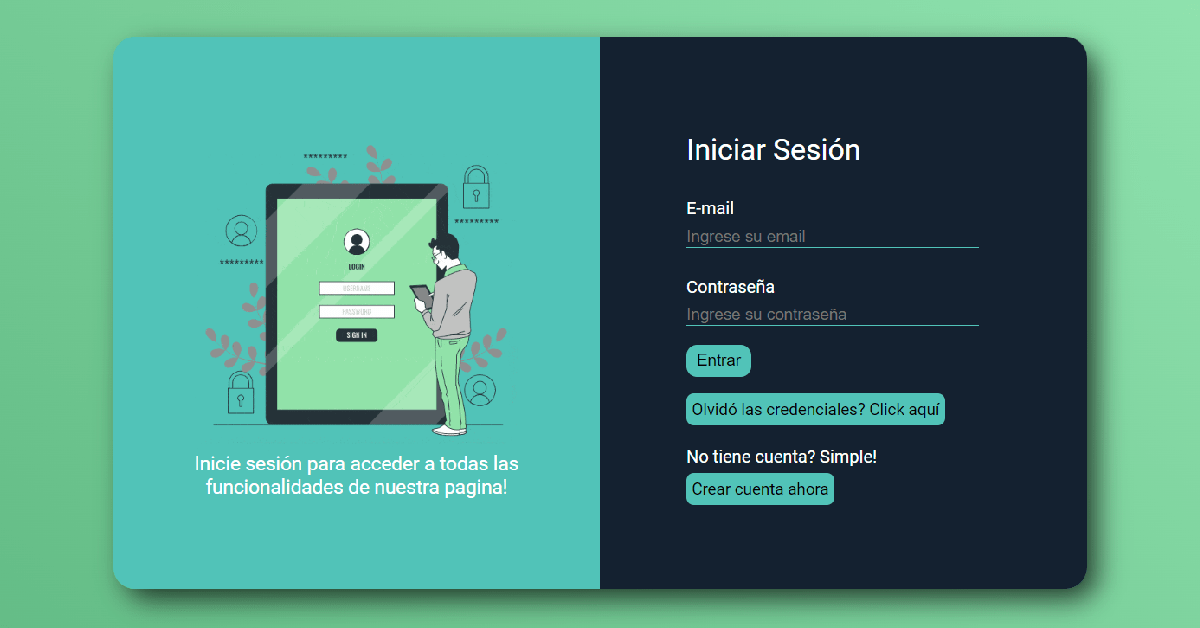 *********
*********
*********
LOGIN
USERNAME
PASSWORD
SIGN IN
Inicie sesión para acceder a todas las
funcionalidades de nuestra pagina!
Iniciar Sesión
E-mail
Ingrese su email
Contraseña
Ingrese su contraseña
Entrar
Olvidó las credenciales? Click aquí
No tiene cuenta? Simple!
Crear cuenta ahora